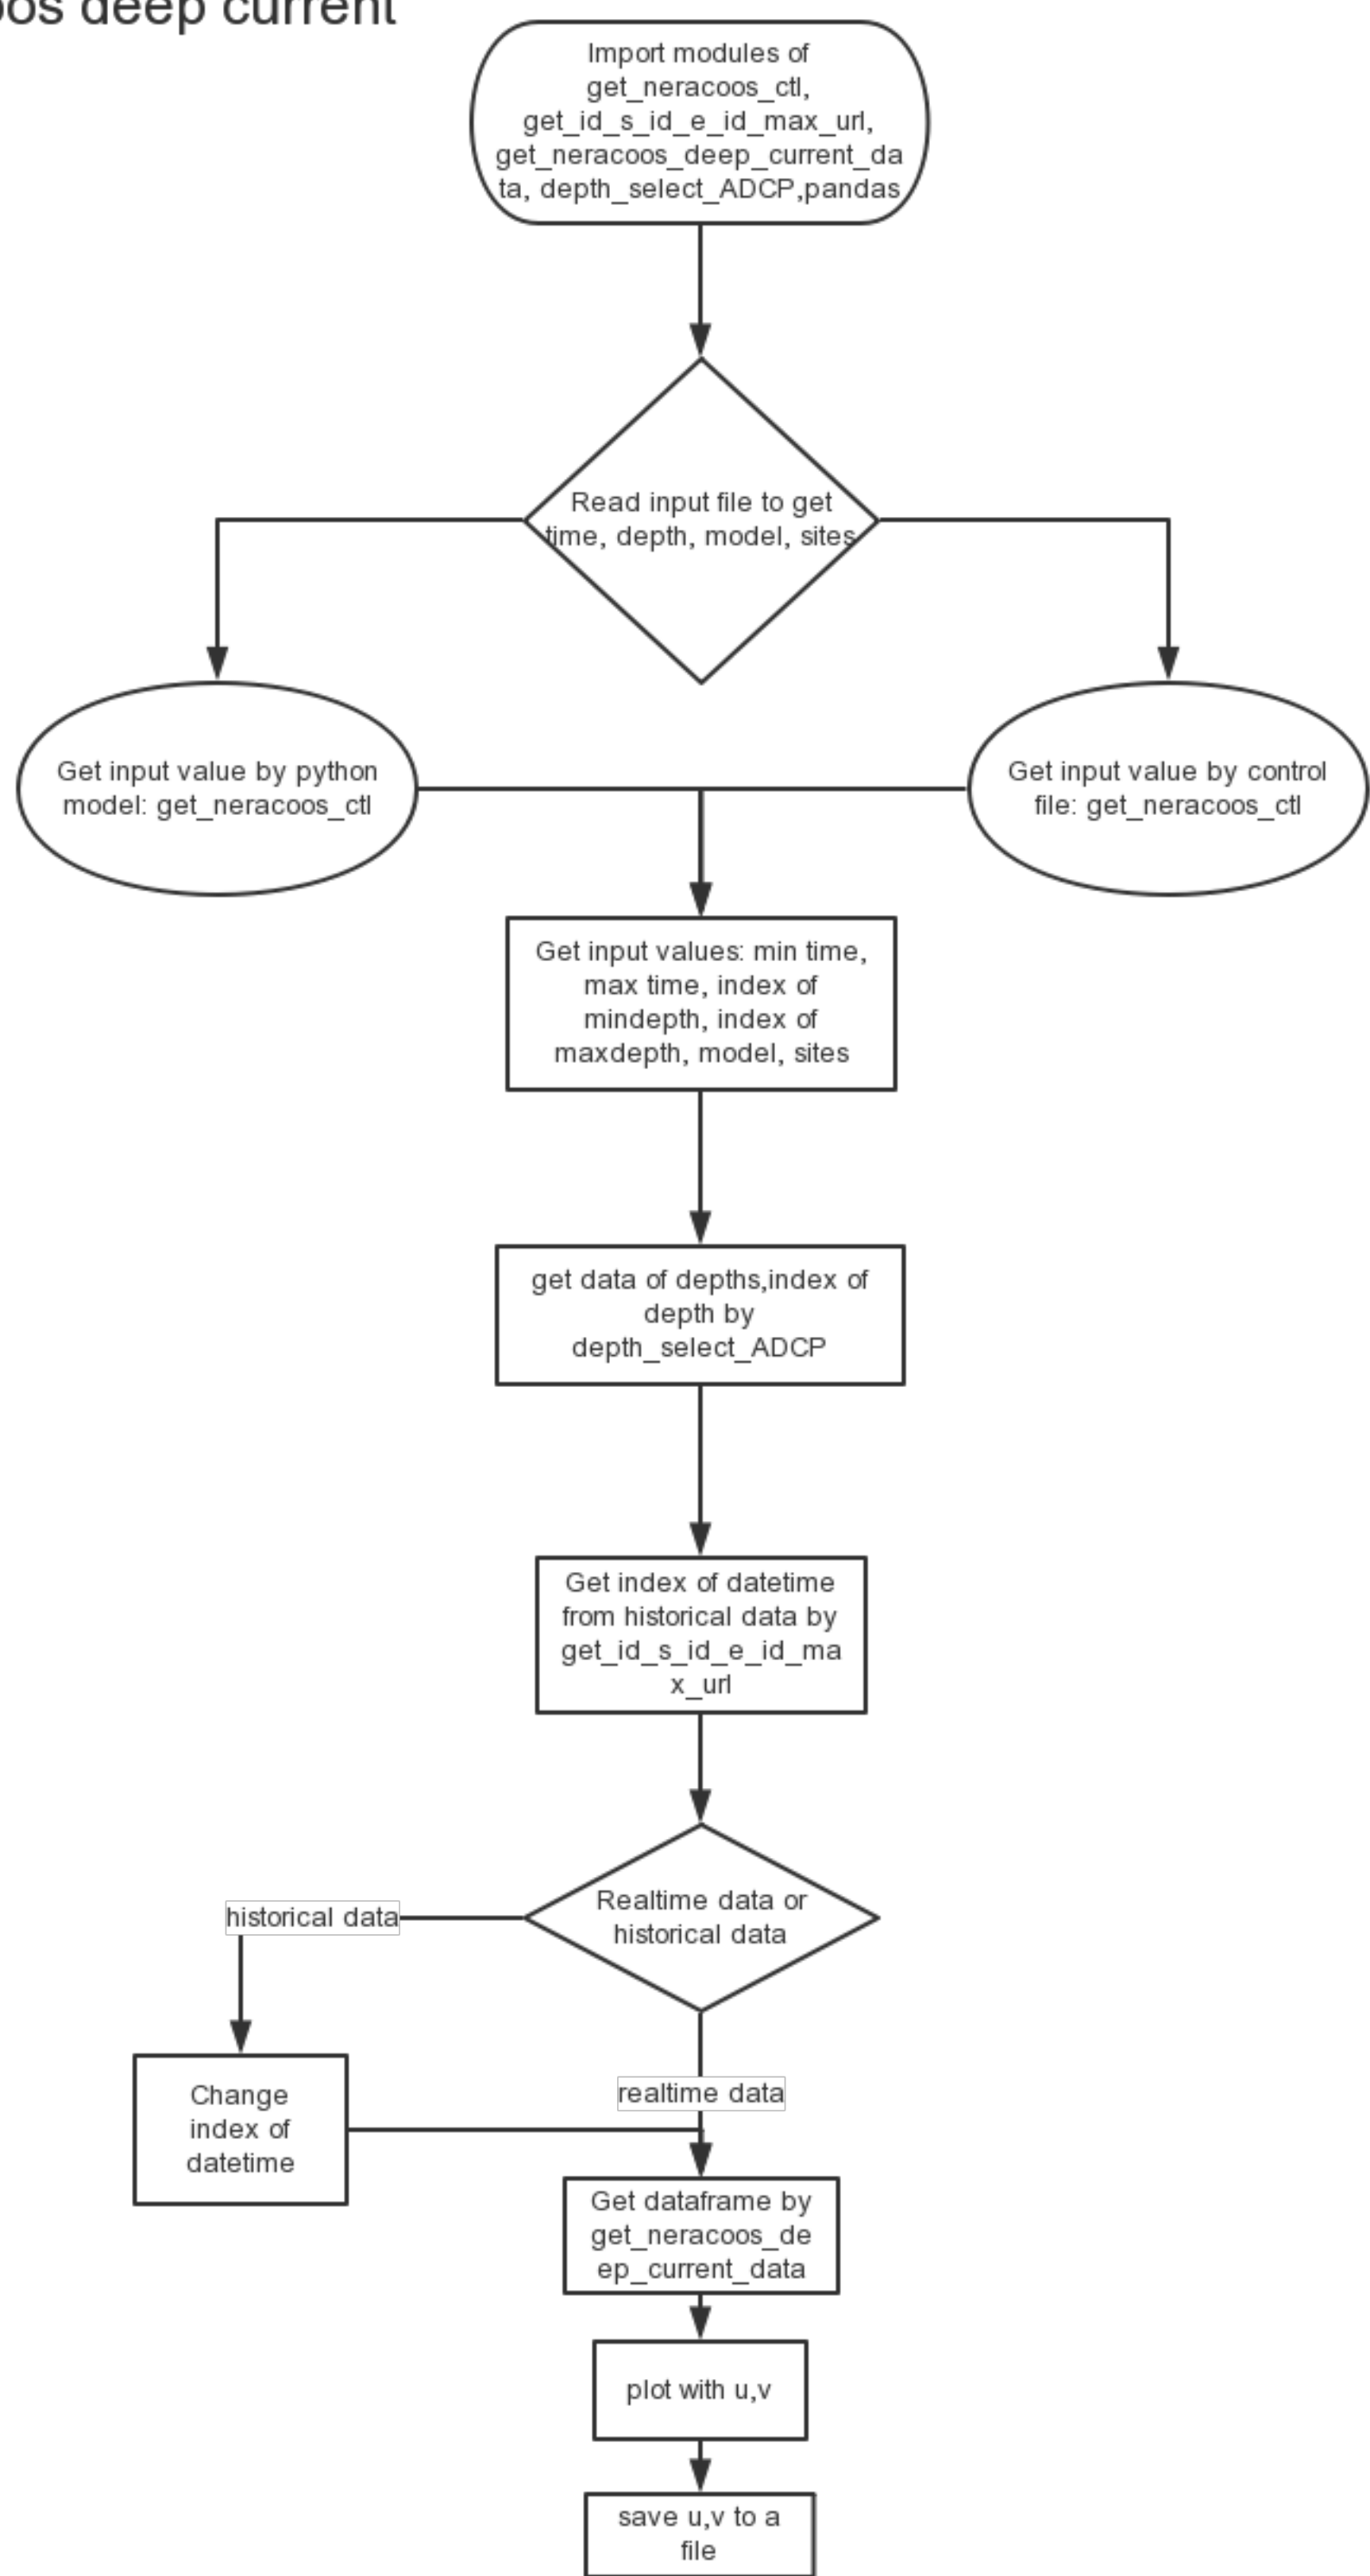 deep current
Import modules of
get_neracoos_ctl,
get_id_s_id_e_id_max_url,
get_neracoos_deep_current_da
ta, depth_select_ADCP,pandas
Read input file to get
time, depth, model, sites
Get input value by python
model: get_neracoos_ctl
Get input value by control
file: get_neracoos_ctl
Get input values: min time,
max time, index of
mindepth, index of
maxdepth, model, sites
get data of depths,index of
depth by
depth_select_ADCP
Get index of datetime
from historical data by
get_id_s_id_e_id_ma
x_url
Realtime data or
historical data
historical data
realtime data
Change
index of
datetime
Get dataframe by
get_neracoos_de
ep_current_data
plot with u,v
save u,v to a
file